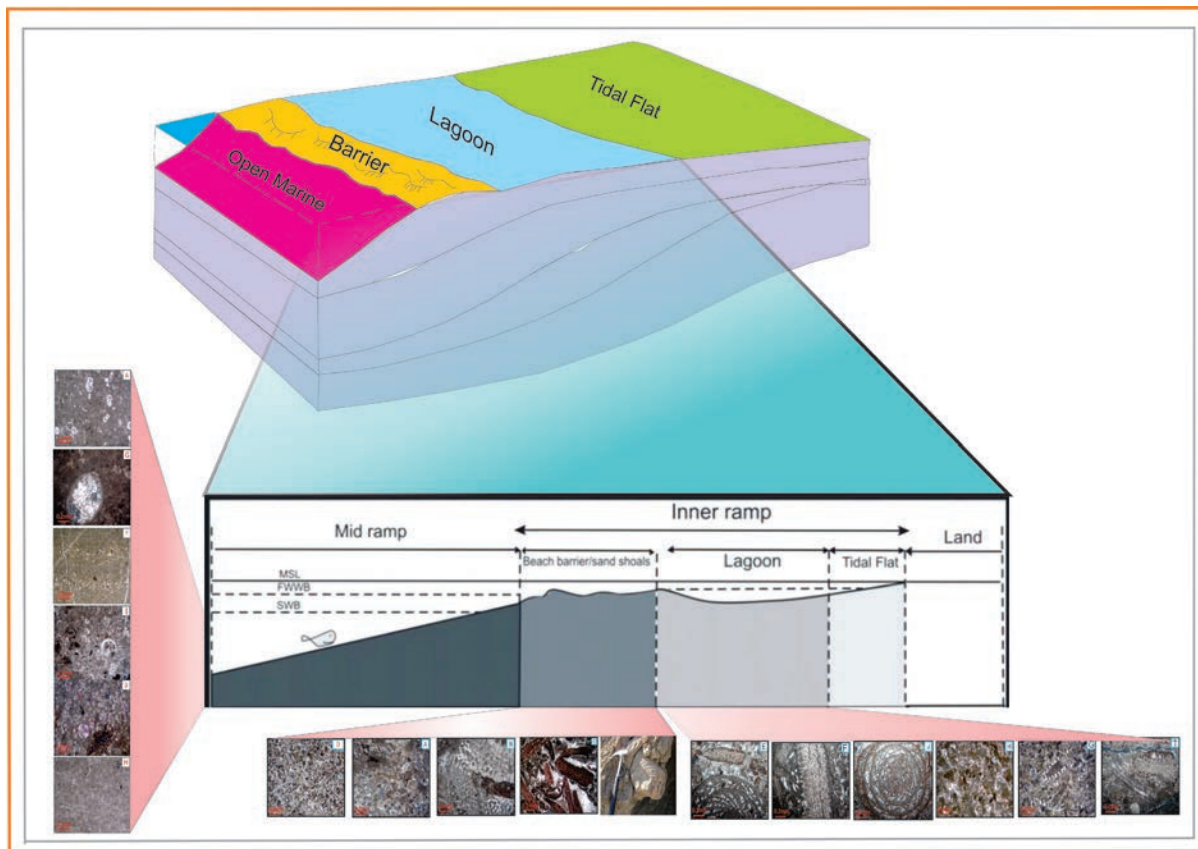 Tidal Flat
Lagoon
Barrier
Open Marine
Inner ramp
Mid ramp
Land
Beach barrier/sand shoals
Lagoon
Tidal Flat
MSL
FWWB
SWB